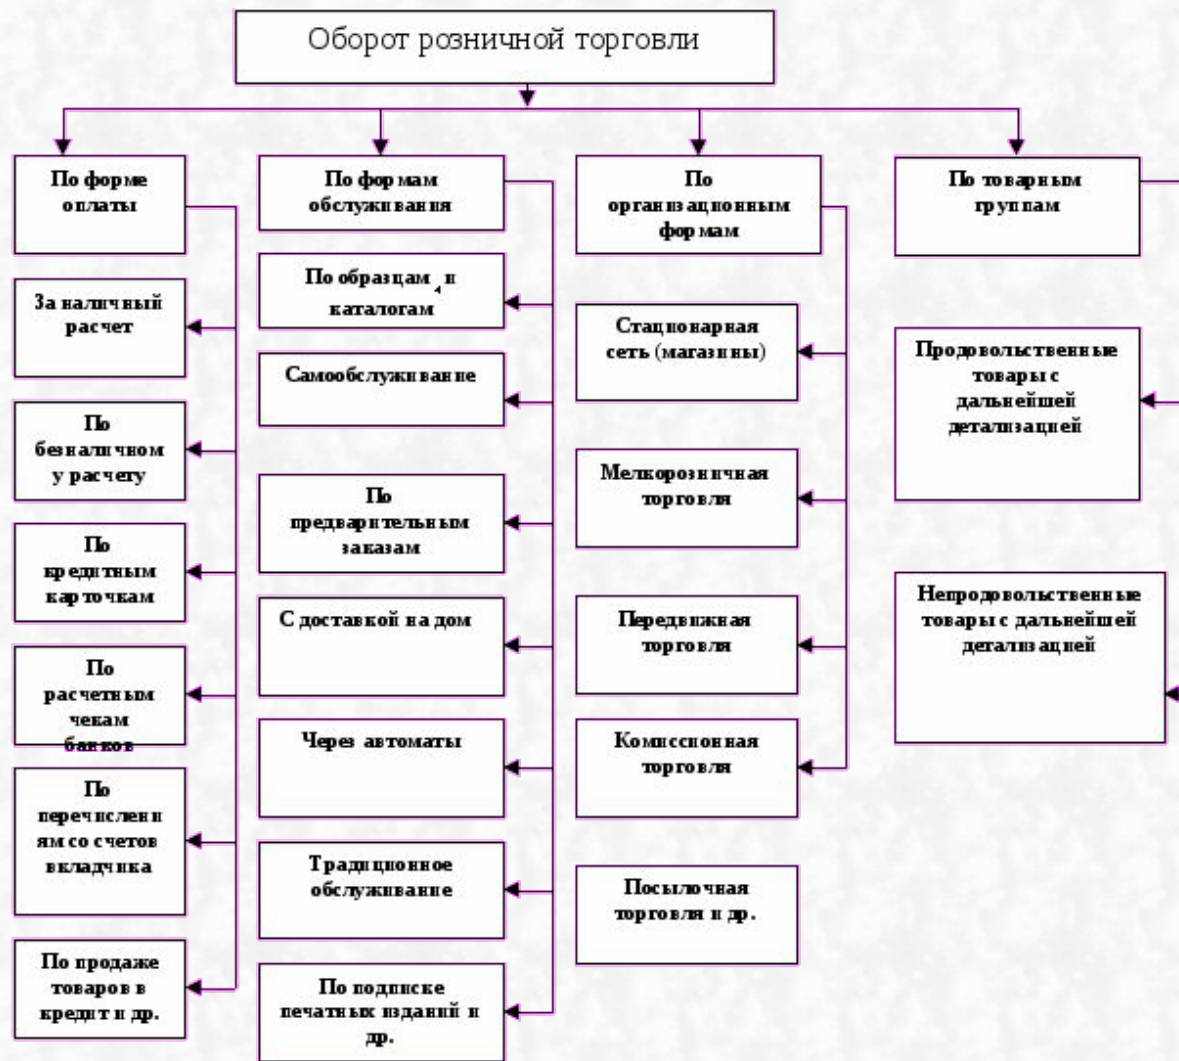 Оборот розничной торговли
По форме
оплаты
За наличный
расчет
По
безналичном
у расчету
По
кредитным
карточкам
По
расчетным
чекам
банков
По
перечислени
ям со счетов
вкладчика
По продаже
товаров в
кредит и др.
По формам
обслуживания
По образцам и
каталогам
Самообслуживание
По
предварительным
заказам
С доставкой на дом
Через автоматы
Традиционное
обслуживание
По подписке
печатных изданий и
др.
По
организационным
формам
Стационарная
сеть (магазины)
Мелкорозничная
торговля
Передвижная
торговля
Комиссионная
торговля
Посылочная
торговля и др.
По товарным
группам
Продовольственные
товары с
дальнейшей
детализацией
Непродовольственные
товары с дальнейшей
детализацией